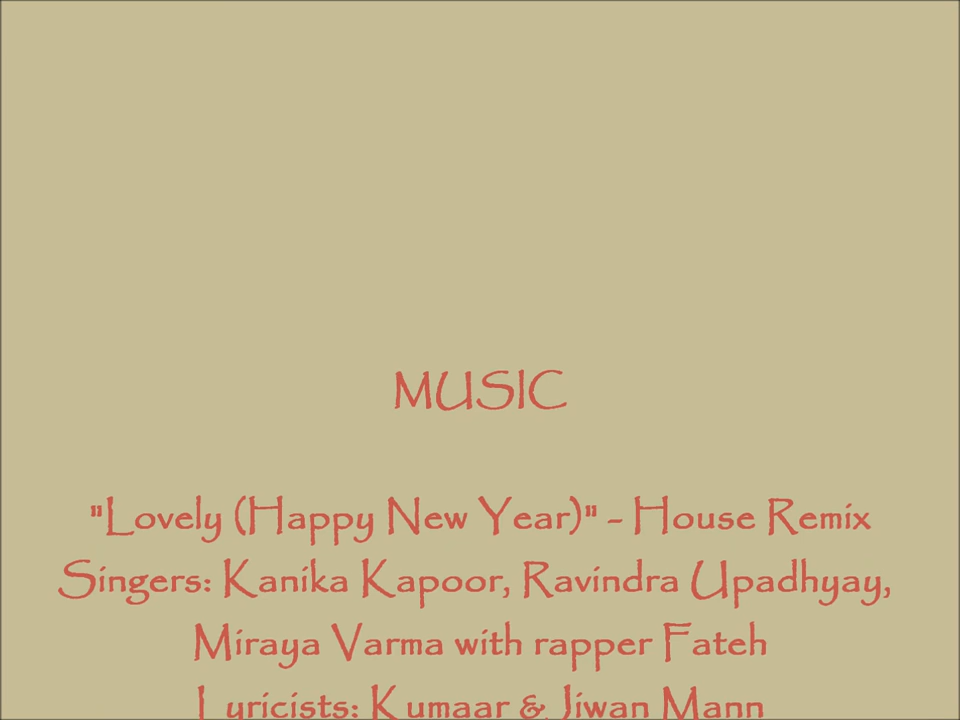 MUSIC
"Lovely (Happy New Year)" - House Remix
Singers: Kanika Kapoor, Ravindra Upadhyay,
Miraya Varma with rapper Fateh
Lyricists: Kumaar & Jiwan Mann